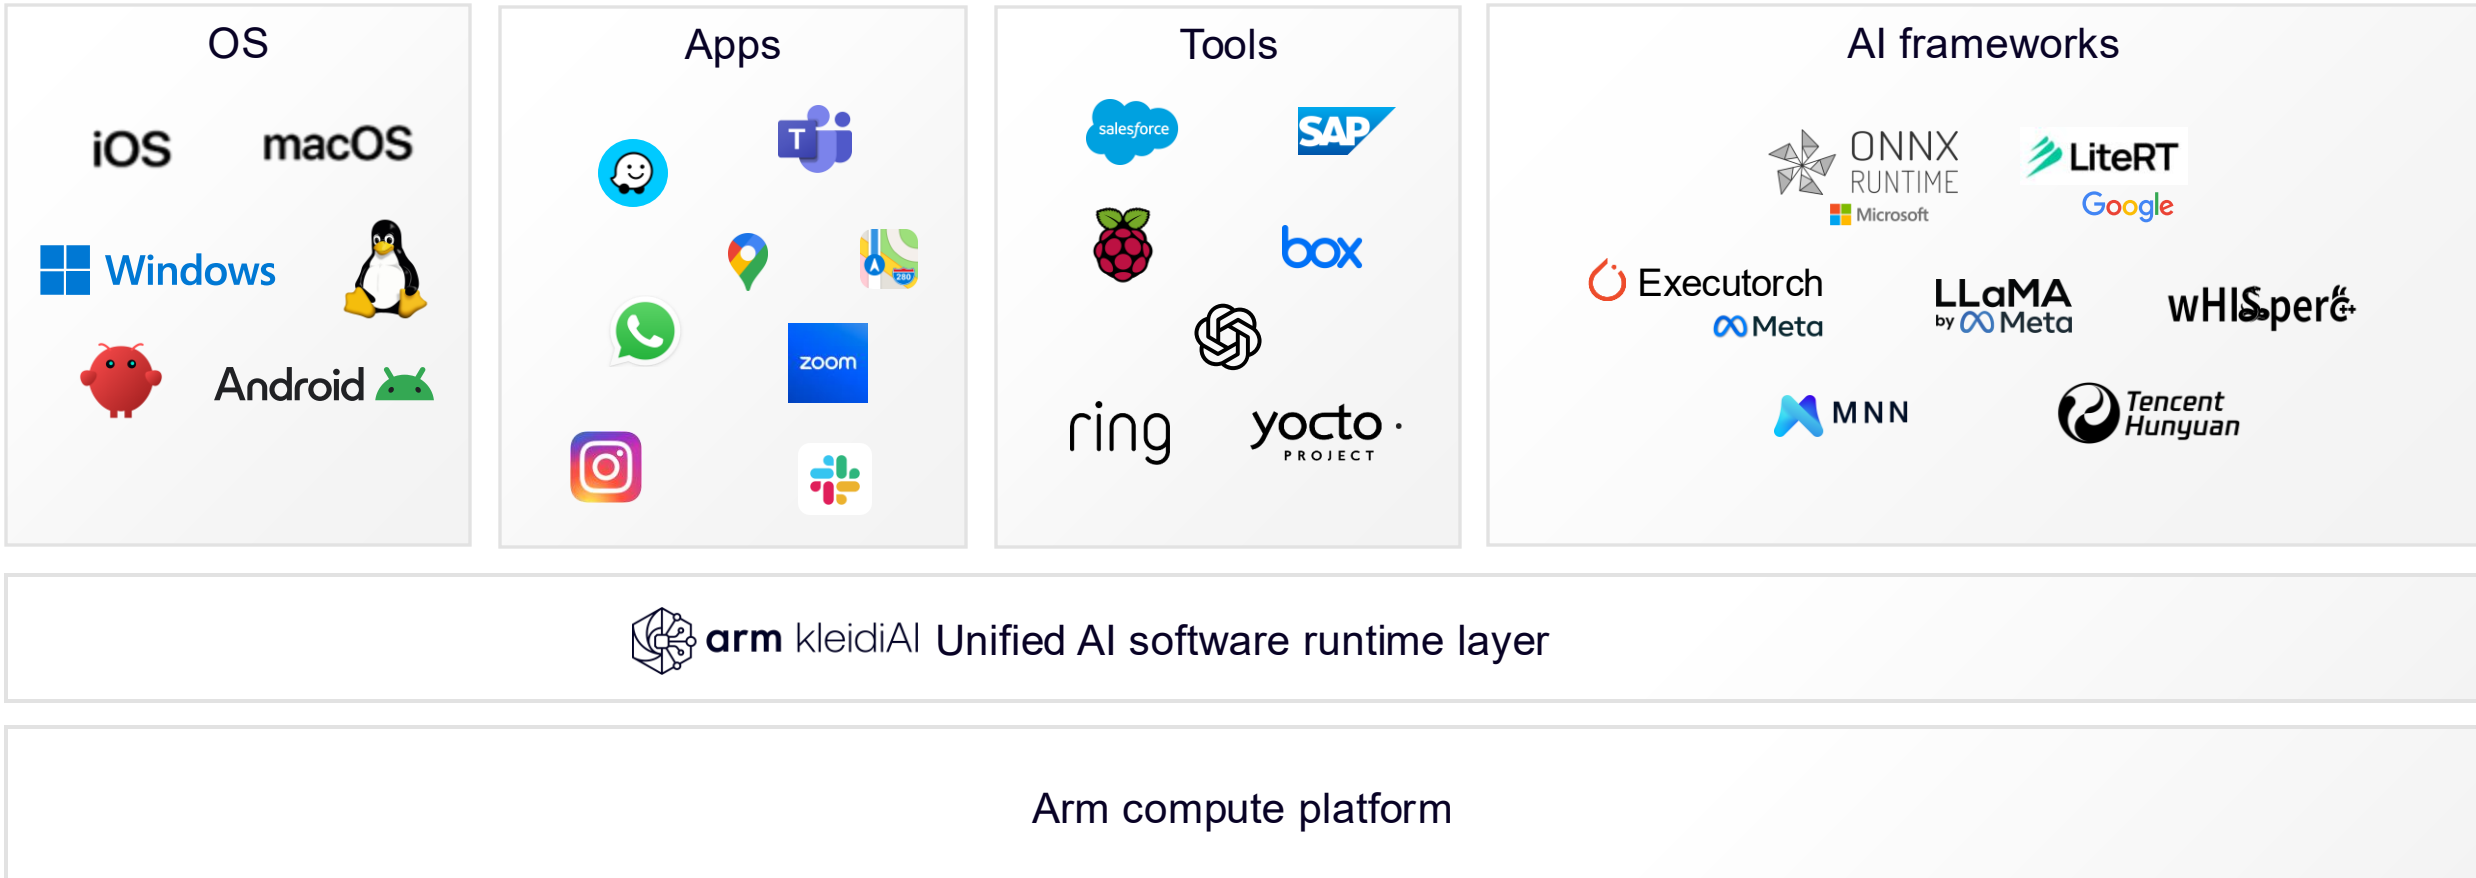 OS
iOS
macOS
Windows
Android
Apps
T
280
zoom
Tools
salesforce
SAP
box
ring
yocto
PROJECT
AI frameworks
ONNX
RUNTIME
Microsoft
LiteRT
Google
Executorch
Meta
LLaMA
by Meta
wHISper
MNN
Tencent
Hunyuan
arm kleidiAI Unified AI software runtime layer
Arm compute platform